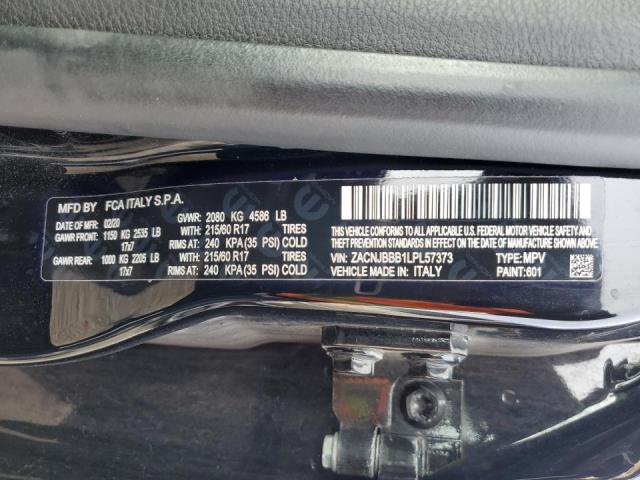 MFD BY FCA ITALY S.P.A.
DATE: 02/20 GVWR: 2080 KG 4586 LB
GAWR FRONT: 1150 KG 2535 LB WITH: 215/60 R17 TIRES
17x7 RIMS AT: 240 KPA (35 PSI) COLD
GAWR REAR: 1000 KG 2205 LB WITH: 215/60 R17 TIRES
17x7 RIMS AT: 240 KPA (35 PSI) COLD
THIS VEHICLE CONFORMS TO ALL APPLICABLE
U.S. FEDERAL MOTOR VEHICLE SAFETY, BUMPER
AND THEFT PREVENTION STANDARDS IN EFFECT ON THE
DATE OF MANUFACTURE SHOWN ABOVE
VIN: ZACNJBBB1LPL57373 TYPE: MPV
VEHICLE MADE IN: ITALY PAINT: 601